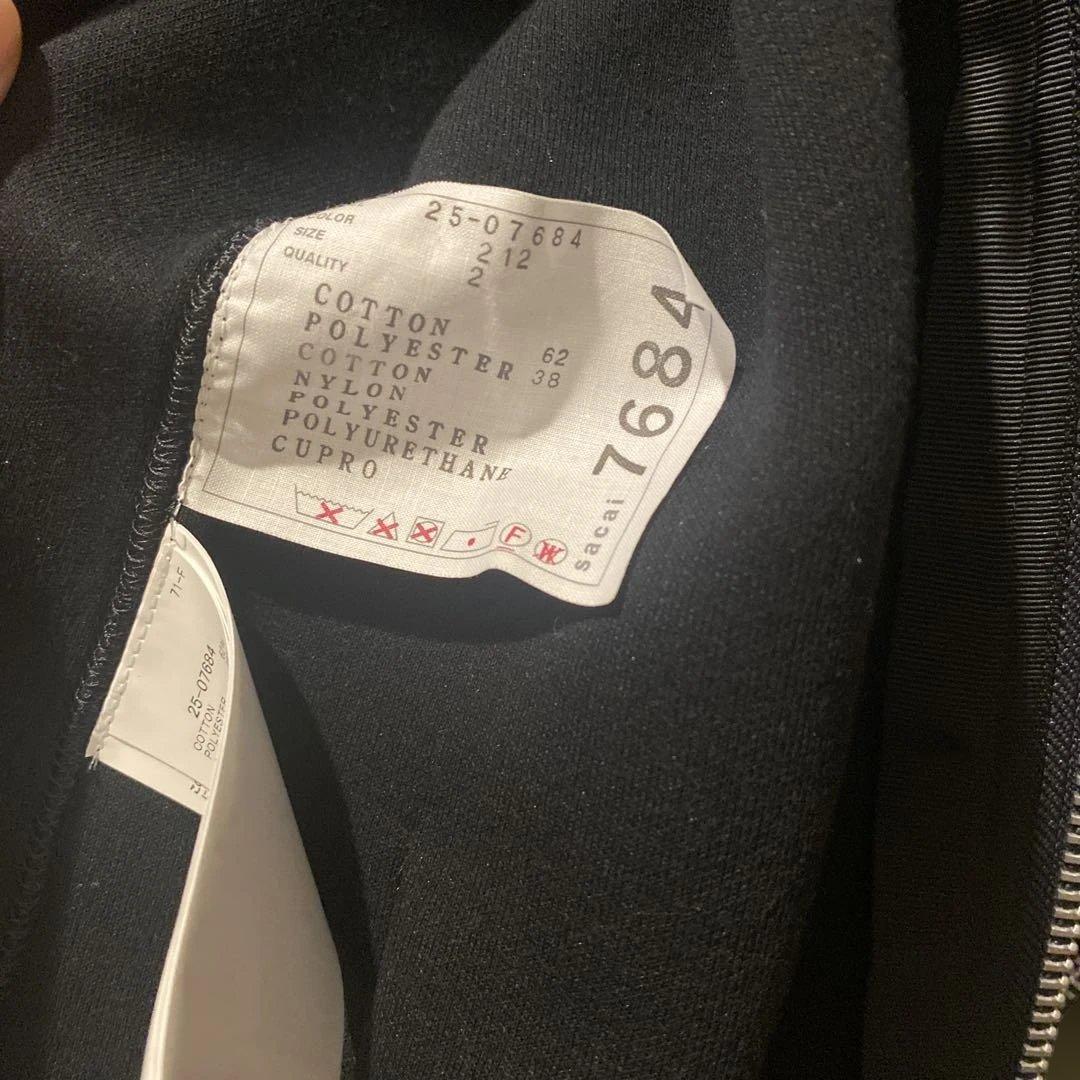 25-07684
COLOR 212
SIZE 2
QUALITY
COTTON 62
POLYESTER 38
COTTON
NYLON
POLYESTER
POLYURETHANE
CUPRO
F
sacai 7684
71-F
25-07684
COTTON
POLYESTER